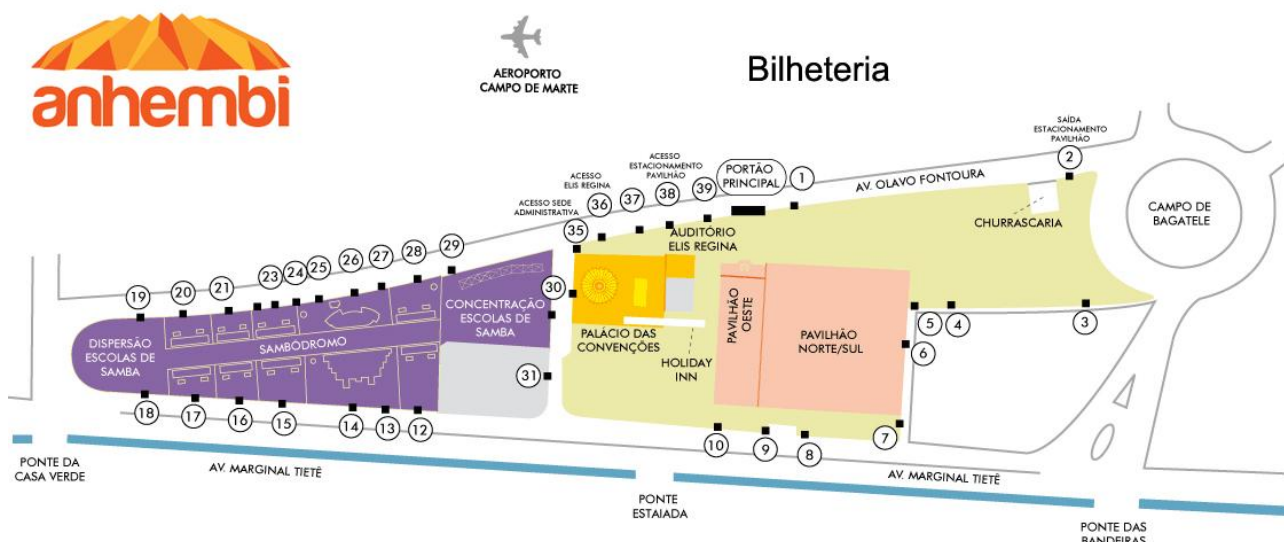 anhembi
AEROPORTO
CAMPO DE MARTE
Bilheteria
SAÍDA
ESTACIONAMENTO
PAVILHÃO
2
ACESSO
ESTACIONAMENTO
PAVILHÃO
PORTÃO
PRINCIPAL
1
AV. OLAVO FONTOURA
ACESSO
ELIS REGINA
36
37
38
39
ACESSO SEDE
ADMINISTRATIVA
35
CHURRASCARIA
CAMPO DE
BAGATELE
AUDITÓRIO
ELIS REGINA
19
20
21
23
24
25
26
27
28
29
30
CONCENTRAÇÃO
ESCOLAS DE
SAMBA
DISPERSÃO
ESCOLAS DE
SAMBA
SAMBÓDROMO
PALÁCIO DAS
CONVENÇÕES
HOLIDAY
INN
PAVILHÃO
OESTE
PAVILHÃO
NORTE/SUL
5
4
3
6
31
18
17
16
15
14
13
12
10
9
8
7
PONTE DA
CASA VERDE
AV. MARGINAL TIETÊ
PONTE
ESTAIADA
AV. MARGINAL TIETÊ
PONTE DAS
BANDEIRAS